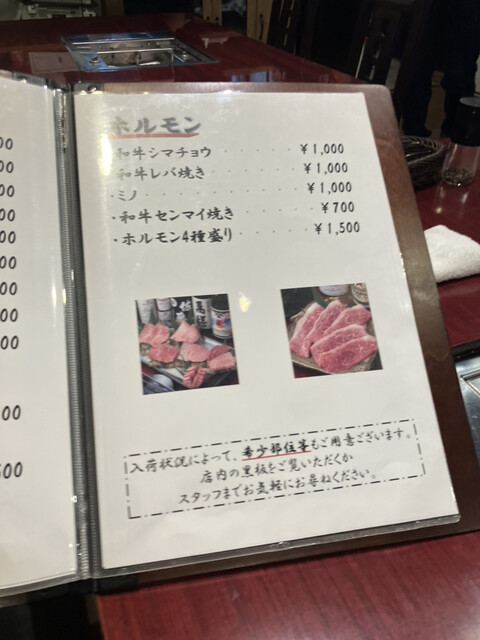 ホルモン
・和牛シマチョウ ・・・・・・・ ¥1,000
・和牛レバ焼き ・・・・・・・ ¥1,000
・ミノ ・・・・・・・・・・・ ¥1,000
・和牛センマイ焼き ・・・・・ ¥700
・ホルモン4種盛り ・・・・・ ¥1,500
入荷状況によって、希少部位等もご用意ございます。
店内の黒板をご覧いただくか
スタッフまでお気軽にお尋ねください。